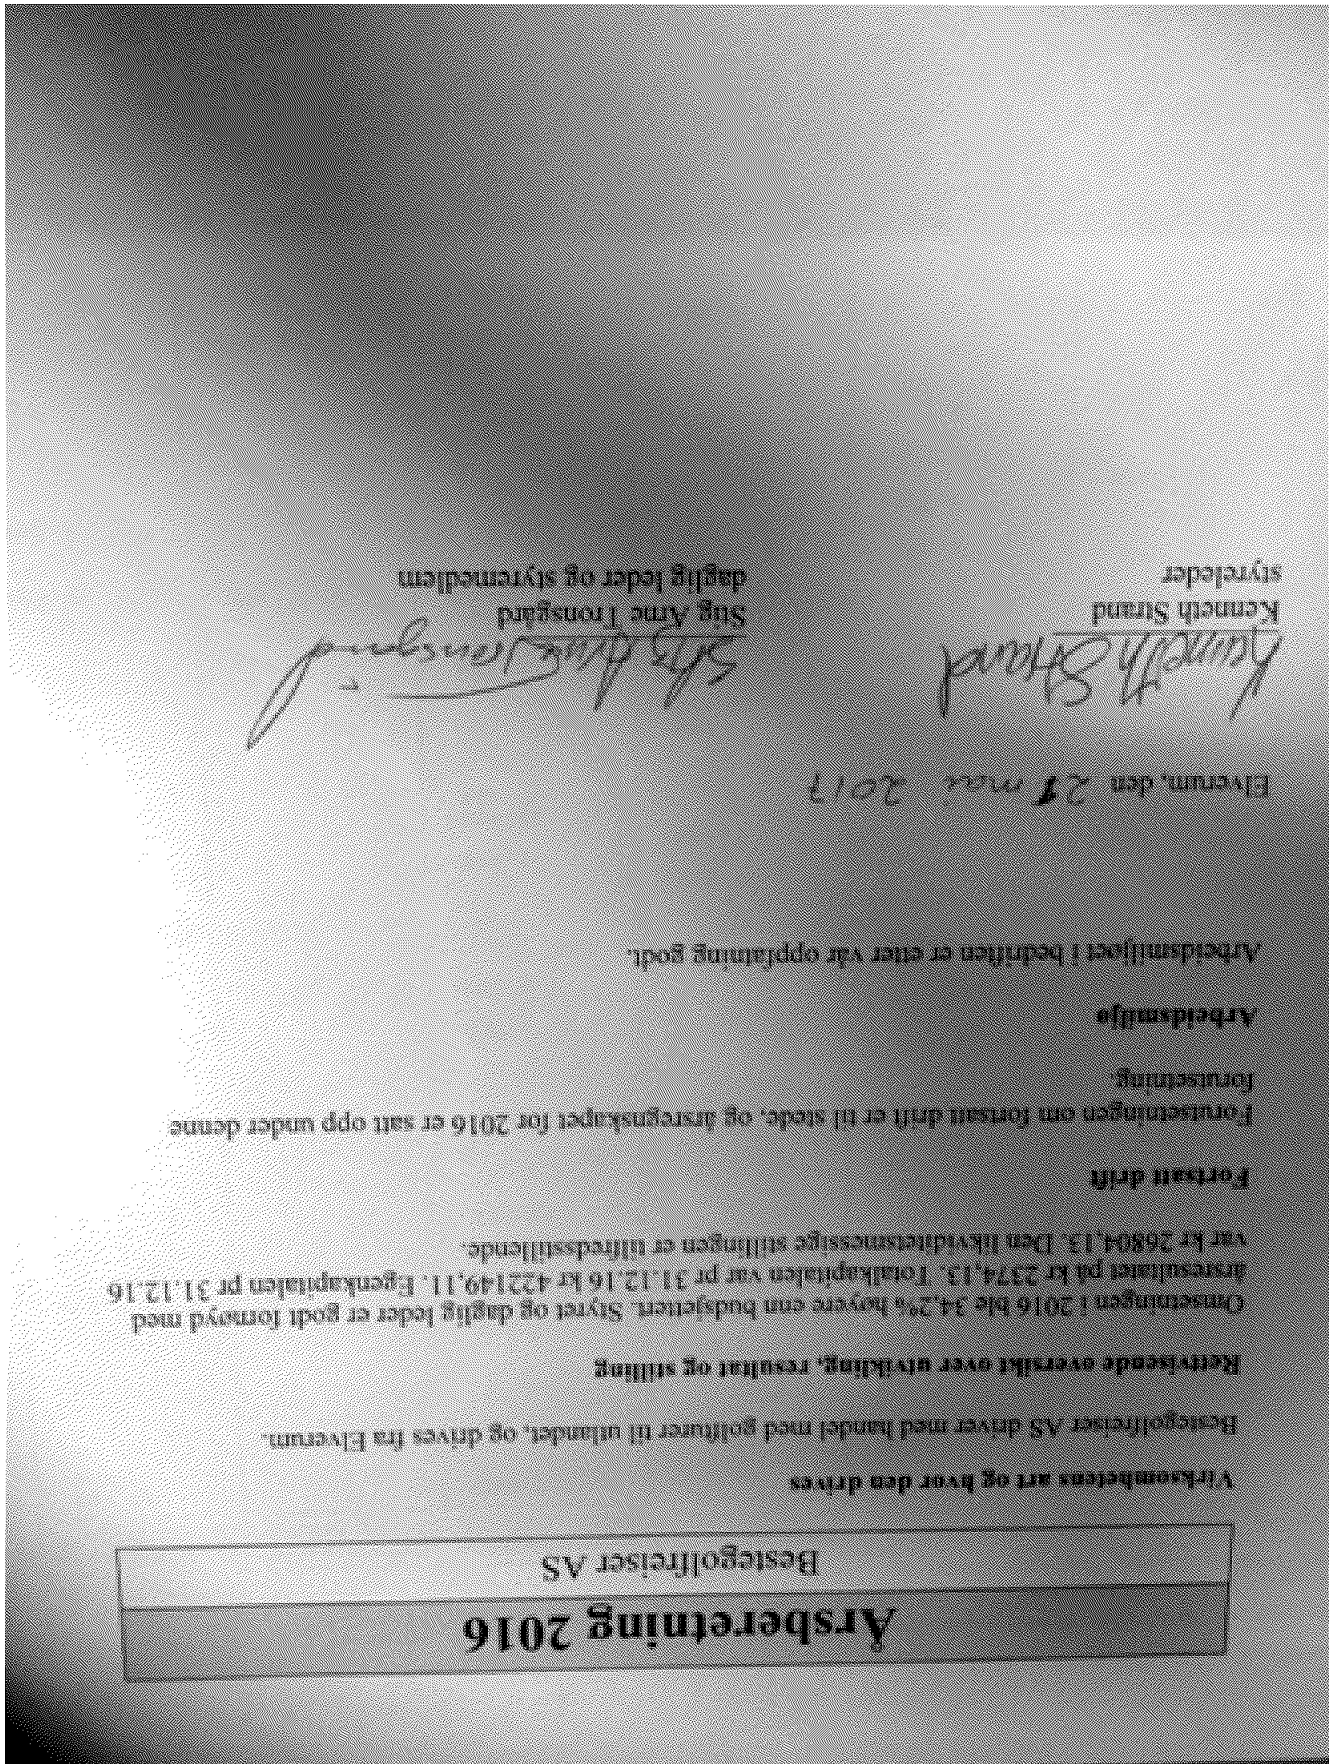 Årsberetning 2016
Bestegolfreiser AS
Virksomhetens art og hvor den drives
Bestegolfreiser AS driver med handel med golfturer til utlandet, og drives fra Elverum.
Rettvisende oversikt over utvikling, resultat og stilling
Omsetningen i 2016 ble 34,2% høyere enn budsjettert. Styret og daglig leder er godt fornøyd med
årsresultatet på kr 2374,13. Totalkapitalen var pr 31.12.16 kr 422149,11. Egenkapitalen pr 31.12.16
var kr 26804,13. Den likviditetsmessige stillingen er tilfredsstillende.
Fortsatt drift
Forutsetningen om fortsatt drift er til stede, og årsregnskapet for 2016 er satt opp under denne
forutsetning.
Arbeidsmiljø
Arbeidsmiljøet i bedriften er etter vår oppfatning godt.
Elverum, den 21 mai 2017
Kenneth Strand Stig Arne Tronsgård
Kenneth Strand Stig Arne Tronsgård
styreleder daglig leder og styremedlem